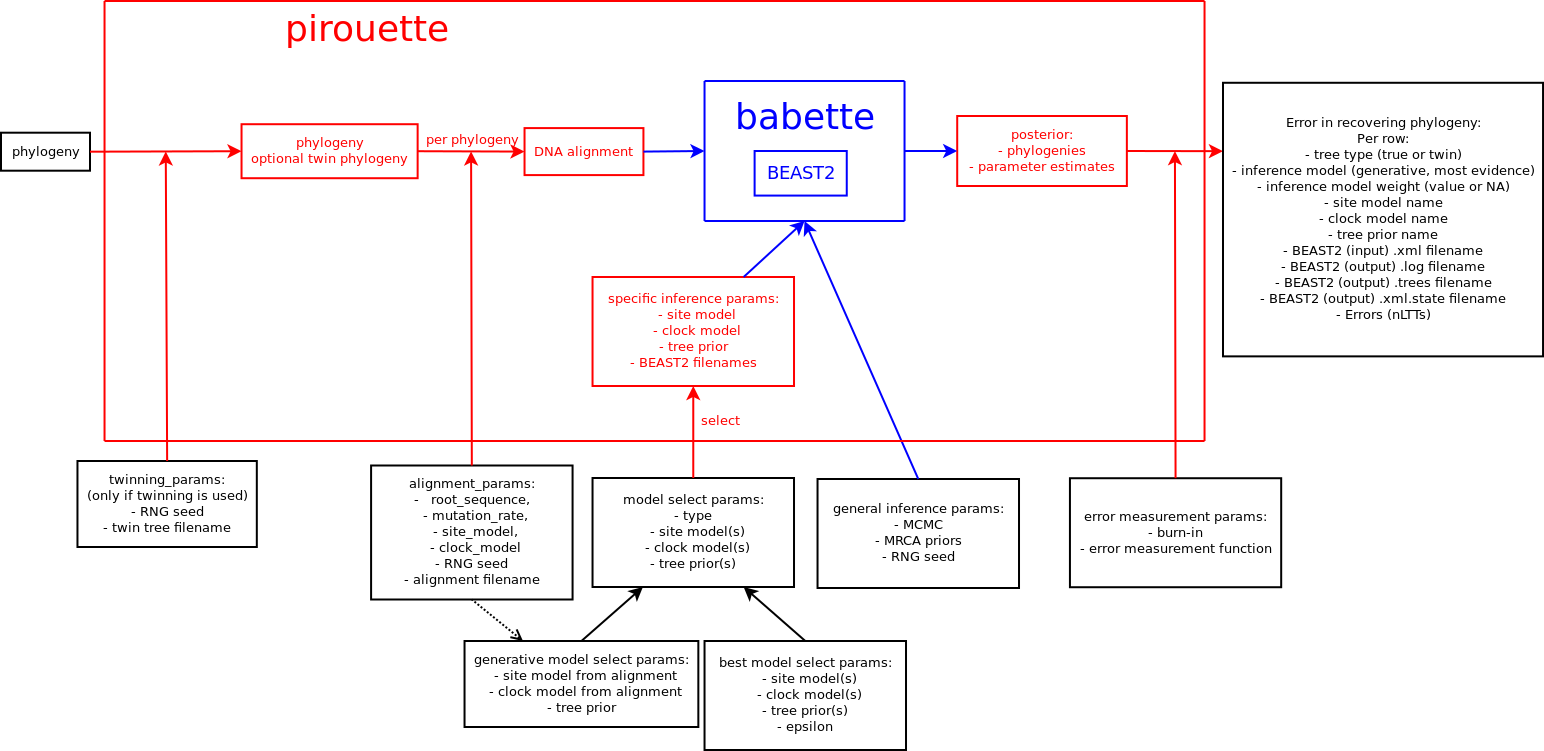 pirouette
phylogeny
phylogeny
optional twin phylogeny
per phylogeny
DNA alignment
babette
BEAST2
posterior:
- phylogenies
- parameter estimates
Error in recovering phylogeny:
Per row:
- tree type (true or twin)
- inference model (generative, most evidence)
- inference model weight (value or NA)
- site model name
- clock model name
- tree prior name
- BEAST2 (input) .xml filename
- BEAST2 (output) .log filename
- BEAST2 (output) .trees filename
- BEAST2 (output) .xml.state filename
- Errors (nLTTs)
specific inference params:
- site model
- clock model
- tree prior
- BEAST2 filenames
select
twinning_params:
(only if twinning is used)
- RNG seed
- twin tree filename
alignment_params:
- root_sequence,
- mutation_rate,
- site_model,
- clock_model
- RNG seed
- alignment filename
model select params:
- type
- site model(s)
- clock model(s)
- tree prior(s)
general inference params:
- MCMC
- MRCA priors
- RNG seed
error measurement params:
- burn-in
- error measurement function
generative model select params:
- site model from alignment
- clock model from alignment
- tree prior
best model select params:
- site model(s)
- clock model(s)
- tree prior(s)
- epsilon